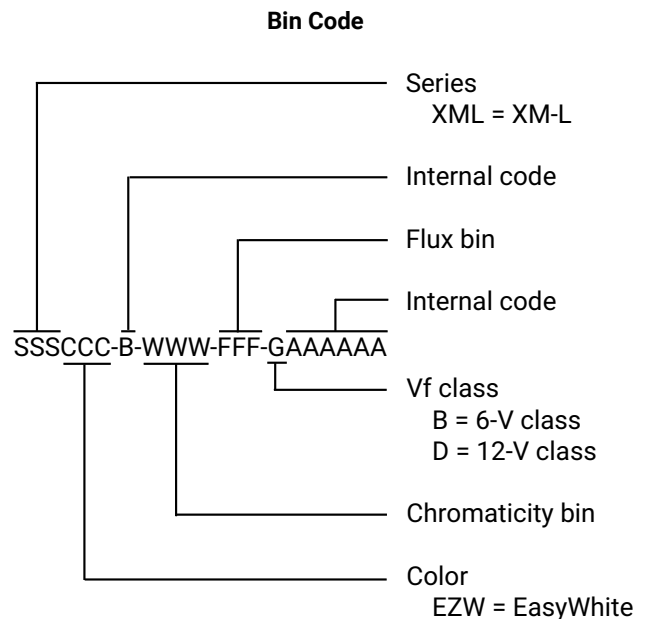 Bin Code
Series
XML = XM-L
Internal code
Flux bin
Internal code
SSSCCC-B-WWW-FFF-GAAAAAA
Vf class
B = 6-V class
D = 12-V class
Chromaticity bin
Color
EZW = EasyWhite